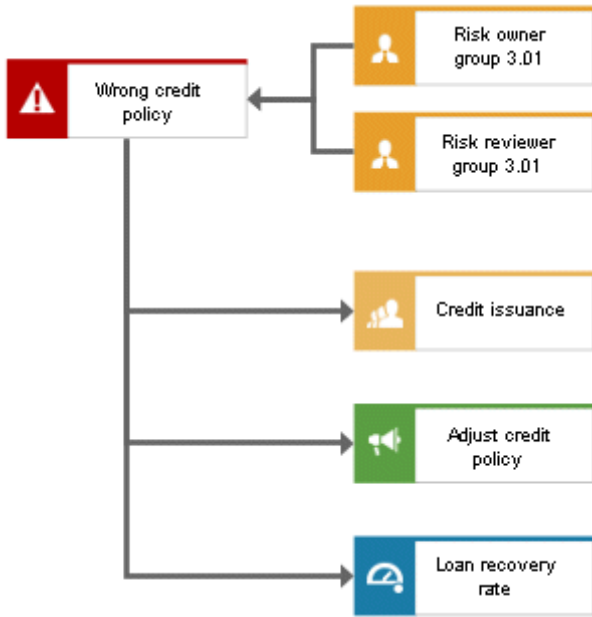 Risk owner
group 3.01
Wrong credit
policy
Risk reviewer
group 3.01
Credit issuance
Adjust credit
policy
Loan recovery
rate